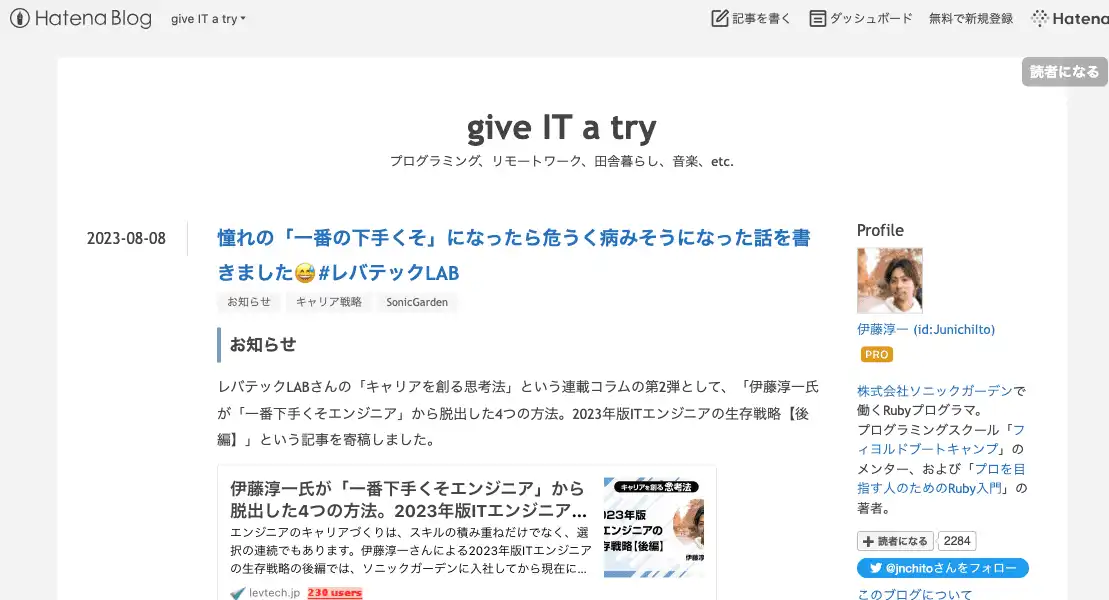 Hatena Blog
give IT a try
記事を書く
ダッシュボード
無料で新規登録
Hatena
読者になる
give IT a try
プログラミング、リモートワーク、田舎暮らし、音楽、etc.
2023-08-08
憧れの「一番の下手くそ」になったら危うく病みそうになった話を書
きました😅#レバテックLAB
お知らせ
キャリア戦略
SonicGarden
お知らせ
レバテックLABさんの「キャリアを創る思考法」という連載コラムの第2弾として、「伊藤淳一氏
が「一番下手くそエンジニア」から脱出した4つの方法。2023年版ITエンジニアの生存戦略【後
編】」という記事を寄稿しました。
伊藤淳一氏が「一番下手くそエンジニア」から
脱出した4つの方法。2023年版ITエンジニア...
エンジニアのキャリアづくりは、スキルの積み重ねだけでなく、選
択の連続でもあります。伊藤淳一さんによる2023年版ITエンジニア
の生存戦略の後編では、ソニックガーデンに入社してから現在に...
levtech.jp 230 users
キャリアを創る思考法
2023年版
エンジニアの
存戦略【後編】
伊藤淳
Profile
伊藤淳一 (id:JunichiIto)
PRO
株式会社ソニックガーデンで
働くRubyプログラマ。
プログラミングスクール「フ
ィヨルドブートキャンプ」の
メンター、および「プロを目
指す人のためのRuby入門」の
著者。
読者になる 2284
@jnchitoさんをフォロー
このブログについて